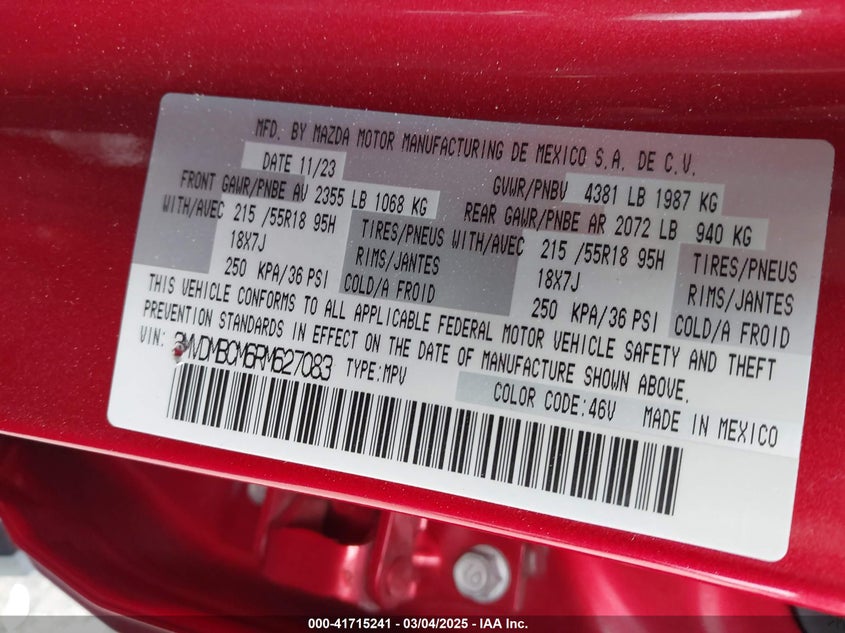 MFD. BY MAZDA MOTOR MANUFACTURING DE MEXICO S.A. DE C.V.
DATE 11/23 GVWR/PNBV 4381 LB 1987 KG
FRONT GAWR/PNBE AV 2355 LB 1068 KG REAR GAWR/PNBE AR 2072 LB 940 KG
WITH/AVEC 215 /55R18 95H TIRES/PNEUS WITH/AVEC 215 /55R18 95H TIRES/PNEUS
18X7J RIMS/JANTES 18X7J RIMS/JANTES
250 KPA/36 PSI COLD/A FROID 250 KPA/36 PSI COLD/A FROID
THIS VEHICLE CONFORMS TO ALL APPLICABLE FEDERAL MOTOR VEHICLE SAFETY AND THEFT
PREVENTION STANDARDS IN EFFECT ON THE DATE OF MANUFACTURE SHOWN ABOVE.
VIN: 3MVDMBCM6RM627083 TYPE:MPV
COLOR CODE:46V MADE IN MEXICO
000-41715241 - 03/04/2025 - IAA Inc.